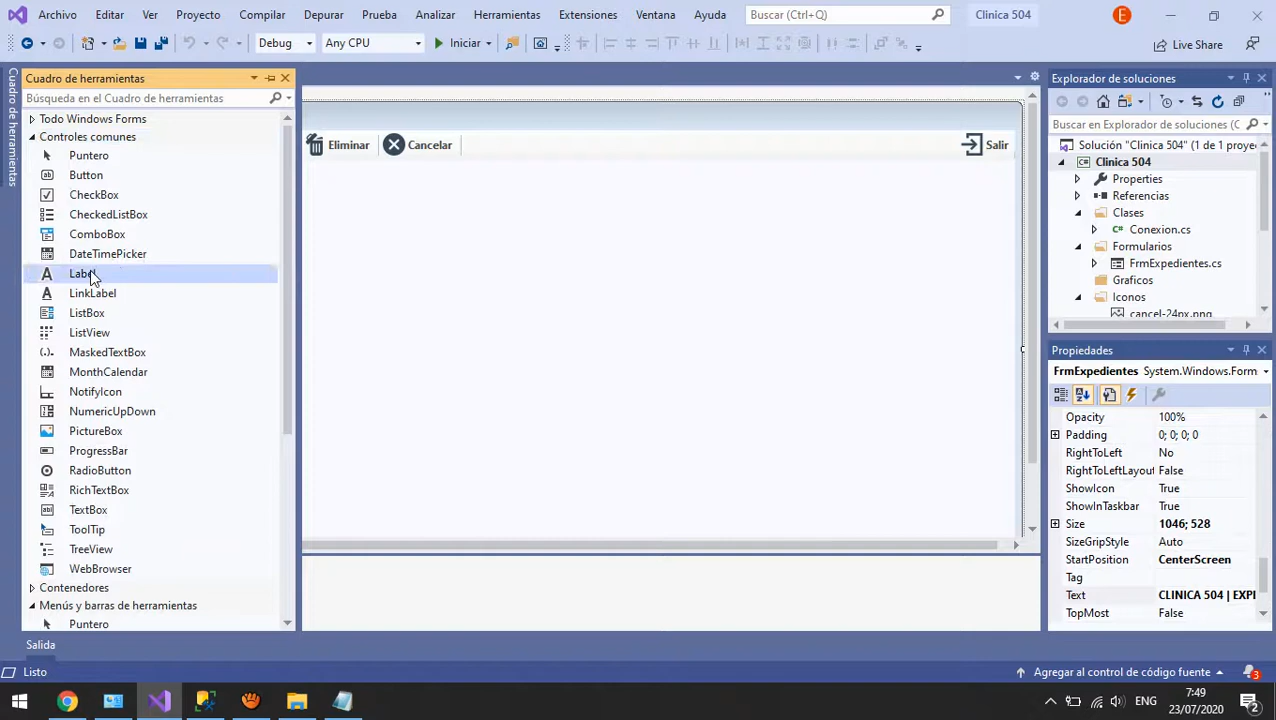 Archivo Editar Ver Proyecto Compilar Depurar Prueba Analizar Herramientas Extensiones Ventana Ayuda Buscar (Ctrl+Q) Clinica 504 E
Debug Any CPU Iniciar Live Share
Cuadro de herramientas
Cuadro de herramientas
Búsqueda en el Cuadro de herramientas
Todo Windows Forms
Controles comunes
Puntero
Button
CheckBox
CheckedListBox
ComboBox
DateTimePicker
Label
LinkLabel
ListBox
ListView
MaskedTextBox
MonthCalendar
NotifyIcon
NumericUpDown
PictureBox
ProgressBar
RadioButton
RichTextBox
TextBox
ToolTip
TreeView
WebBrowser
Contenedores
Menús y barras de herramientas
Puntero
Eliminar Cancelar Salir
Explorador de soluciones
Buscar en Explorador de soluciones (C
Solución "Clinica 504" (1 de 1 proye
Clinica 504
Properties
Referencias
Clases
Conexion.cs
Formularios
FrmExpedientes.cs
Graficos
Iconos
cancel-24px.png
Propiedades
FrmExpedientes System.Windows.Form
Opacity 100%
Padding 0; 0; 0; 0
RightToLeft No
RightToLeftLayout False
ShowIcon True
ShowInTaskbar True
Size 1046; 528
SizeGripStyle Auto
StartPosition CenterScreen
Tag
Text CLINICA 504 | EXPI
TopMost False
Salida
Listo Agregar al control de código fuente 3
ENG 7:49
23/07/2020 2